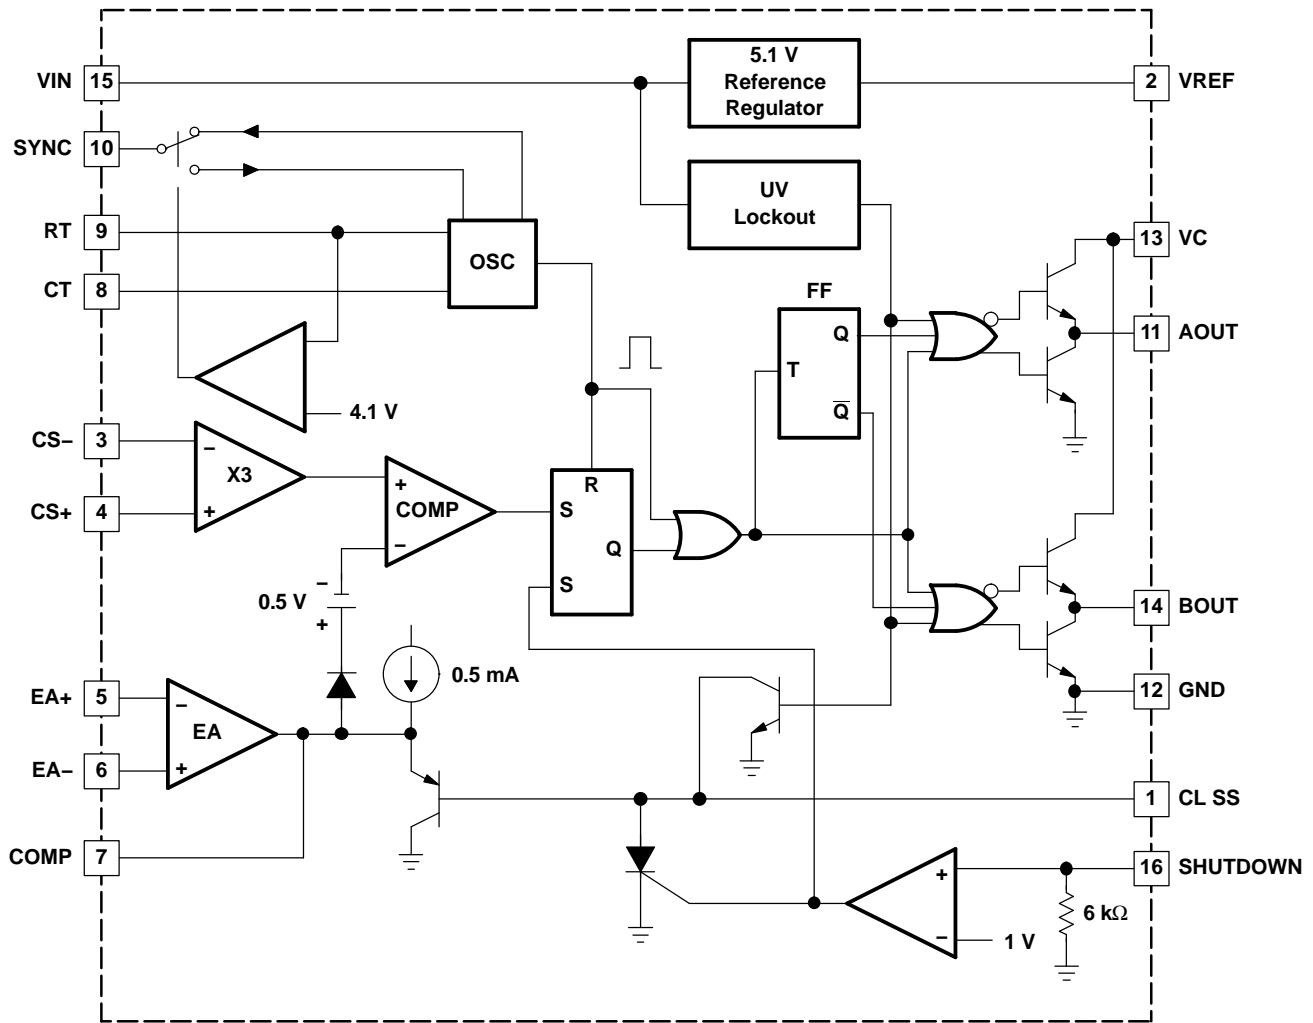 5.1 V
Reference
Regulator
VIN 15
2 VREF
SYNC 10
UV
Lockout
RT 9
13 VC
OSC
CT 8
FF
Q
11 AOUT
T
4.1 V
Q̅
CS– 3
–
X3
R
+
COMP
S
CS+ 4
+
–
Q
–
0.5 V
+
S
14 BOUT
0.5 mA
EA+ 5
–
EA
12 GND
EA– 6
+
1 CL SS
COMP 7
16 SHUTDOWN
+
6 kΩ
–
1 V